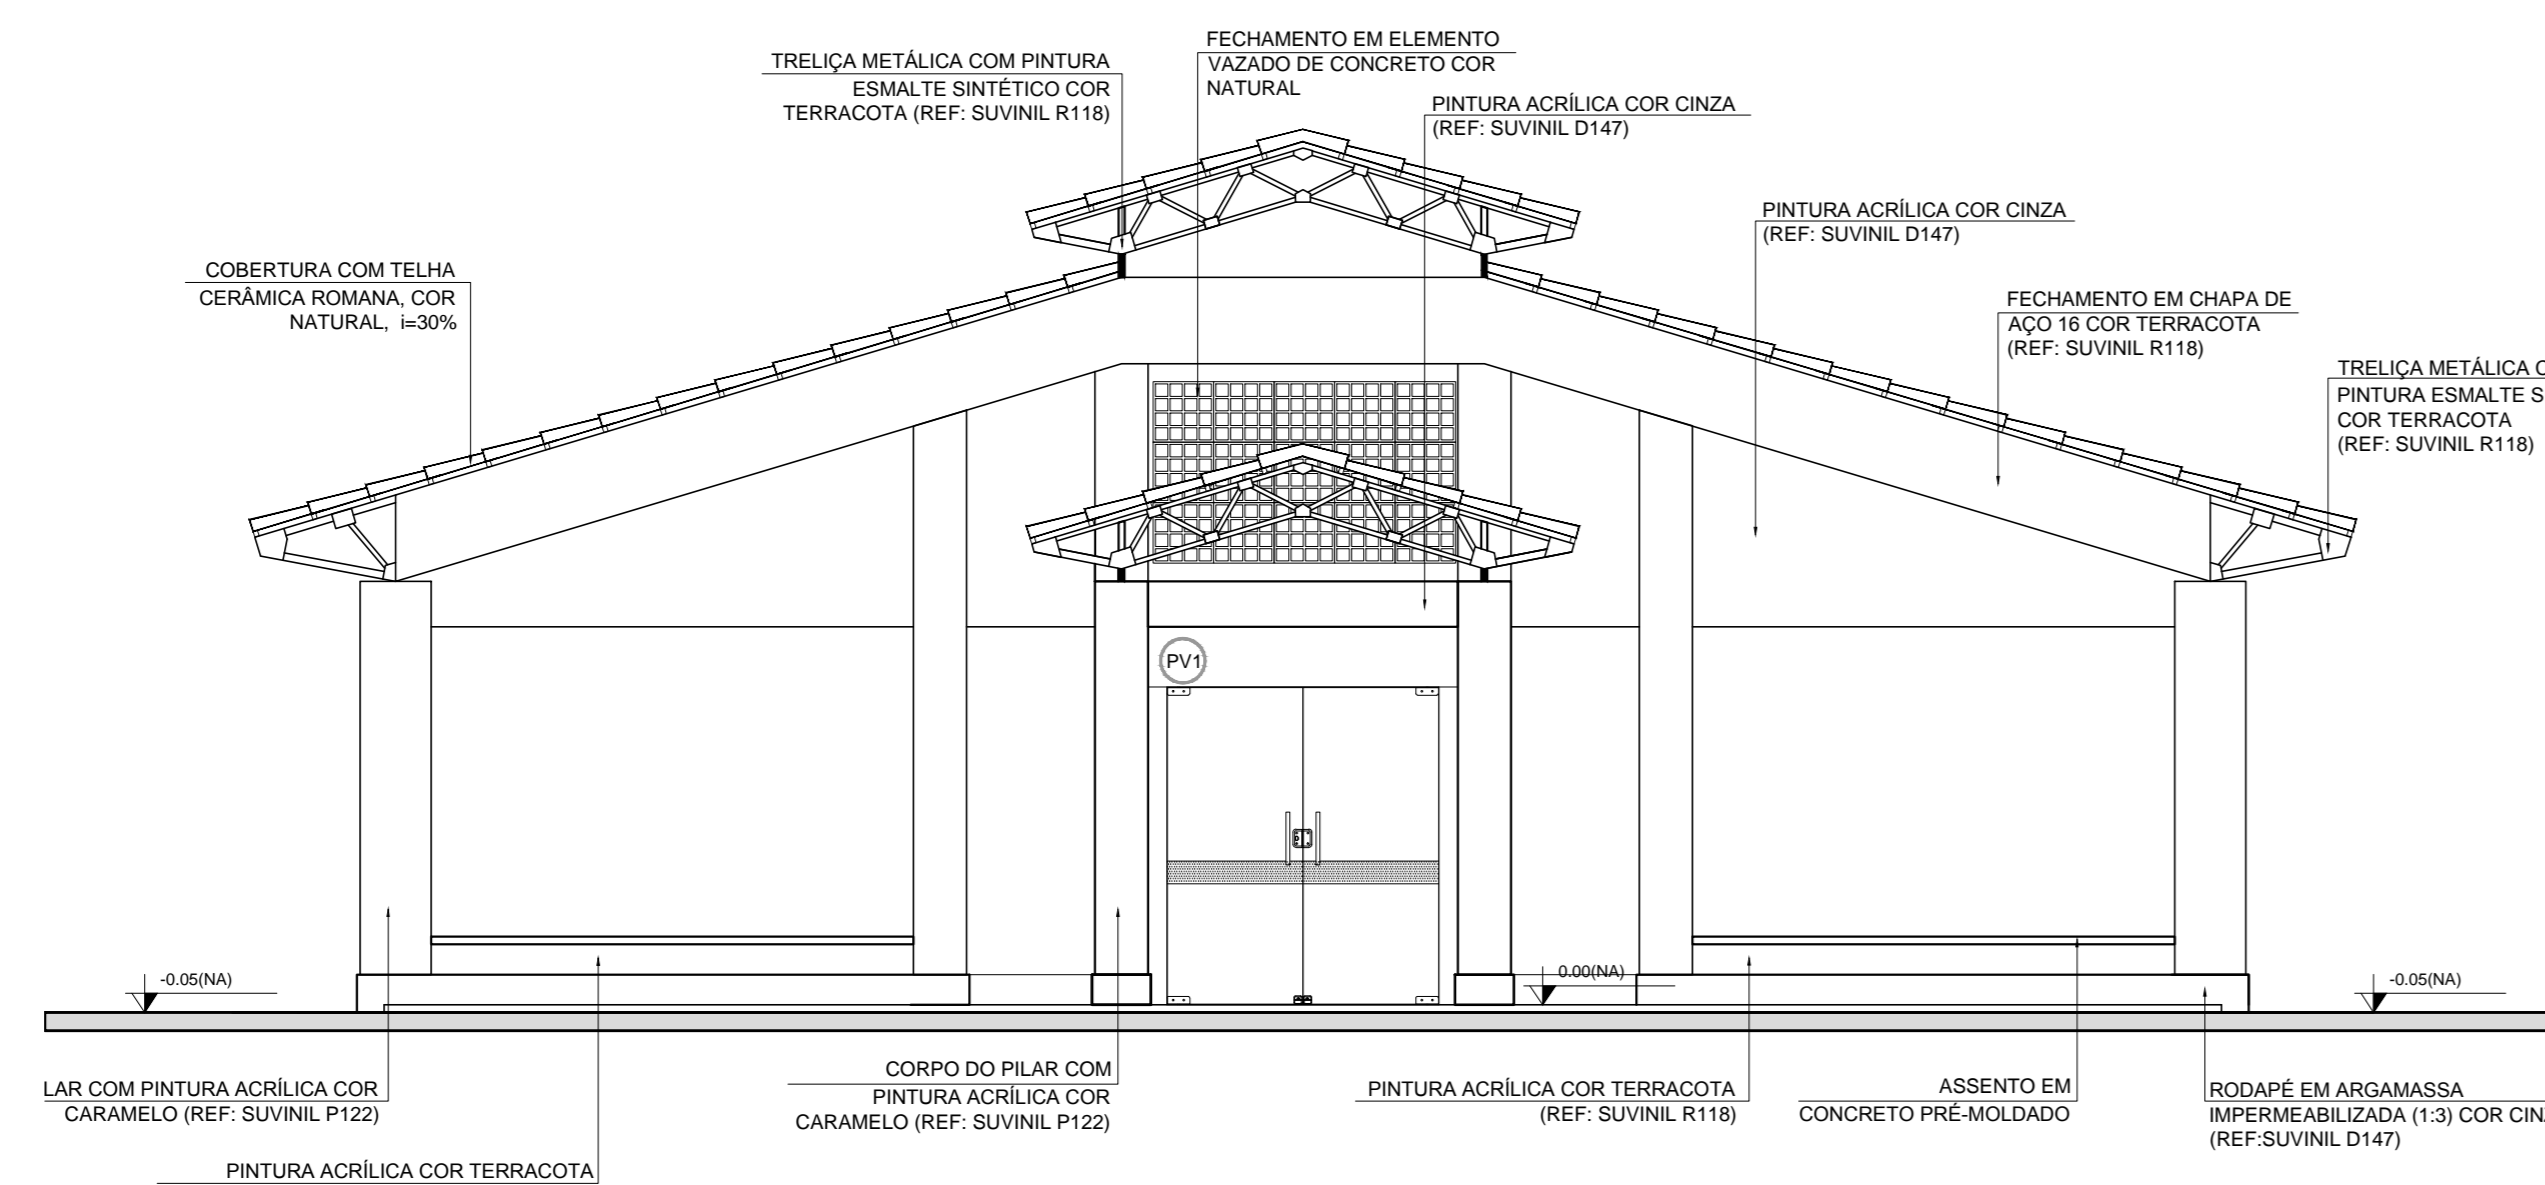 FECHAMENTO EM ELEMENTO
VAZADO DE CONCRETO COR
NATURAL
TRELIÇA METÁLICA COM PINTURA
ESMALTE SINTÉTICO COR
TERRACOTA (REF: SUVINIL R118)
PINTURA ACRÍLICA COR CINZA
(REF: SUVINIL D147)
PINTURA ACRÍLICA COR CINZA
(REF: SUVINIL D147)
COBERTURA COM TELHA
CERÂMICA ROMANA, COR
NATURAL, i=30%
FECHAMENTO EM CHAPA DE
AÇO 16 COR TERRACOTA
(REF: SUVINIL R118)
TRELIÇA METÁLICA
PINTURA ESMALTE
COR TERRACOTA
(REF: SUVINIL R118)
PV1
-0.05(NA)
0.00(NA)
-0.05(NA)
LAR COM PINTURA ACRÍLICA COR
CARAMELO (REF: SUVINIL P122)
CORPO DO PILAR COM
PINTURA ACRÍLICA COR
CARAMELO (REF: SUVINIL P122)
PINTURA ACRÍLICA COR TERRACOTA
(REF: SUVINIL R118)
ASSENTO EM
CONCRETO PRÉ-MOLDADO
RODAPÉ EM ARGAMASSA
IMPERMEABILIZADA (1:3) COR
(REF:SUVINIL D147)
PINTURA ACRÍLICA COR TERRACOTA